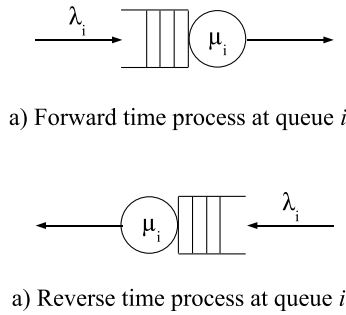 λi
μi
a) Forward time process at queue i
μi
λi
a) Reverse time process at queue i